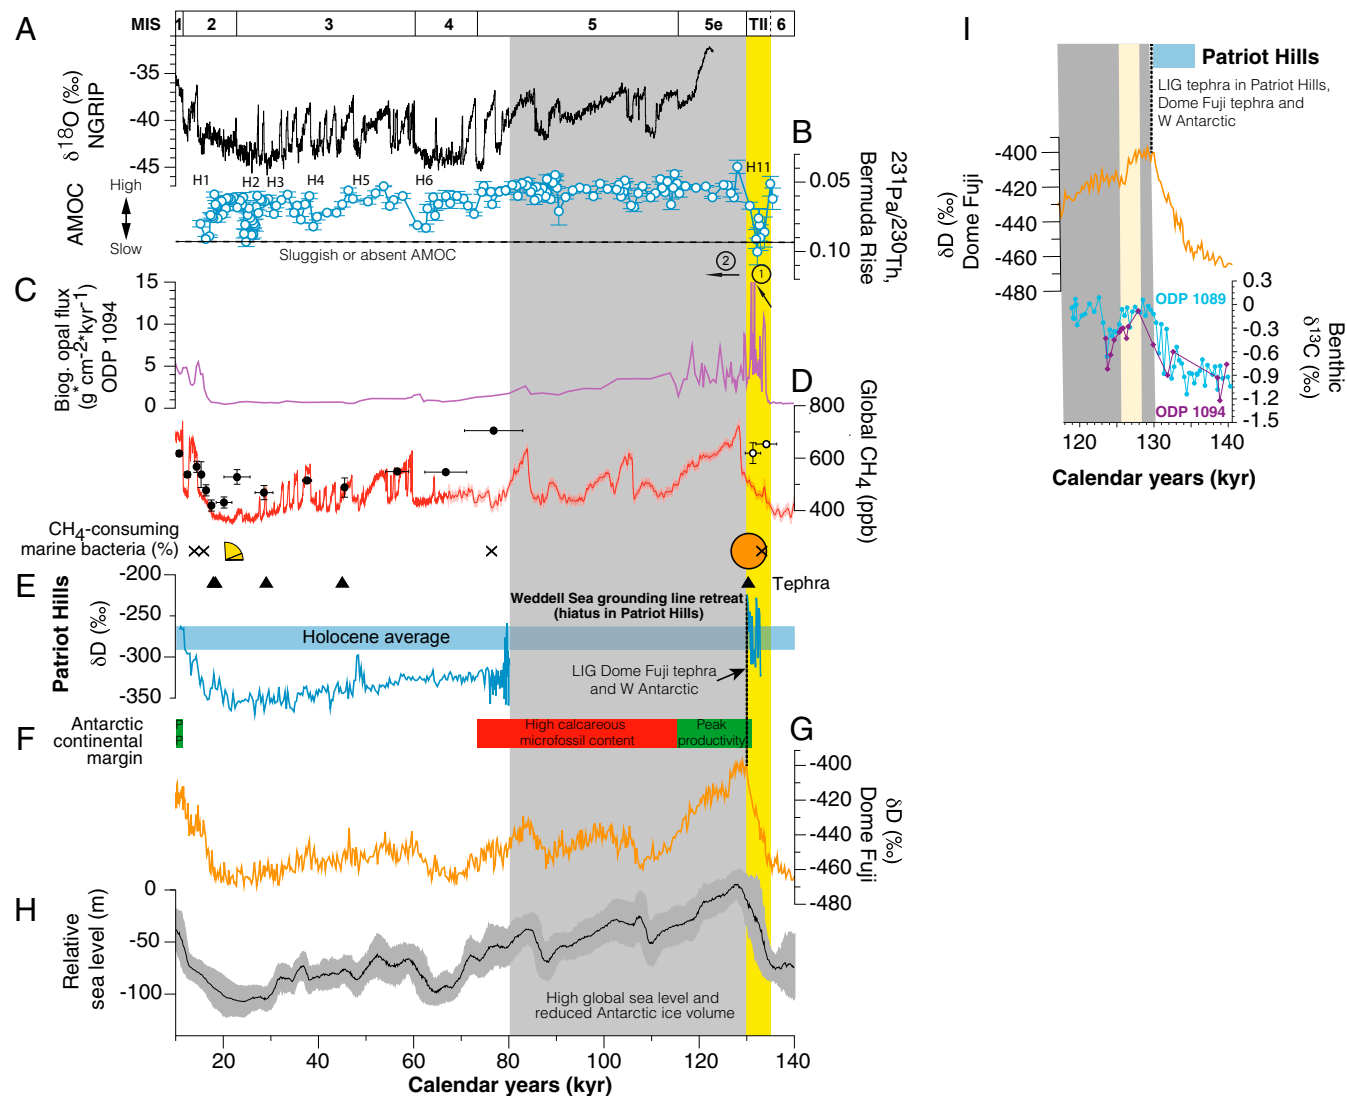 A
MIS
1
2
3
4
5
5e
TII
6
-35
-40
-45
δ18O (‰)
NGRIP
B
H1
H2
H3
H4
H5
H6
H11
0.05
0.10
231Pa/230Th,
Bermuda Rise
AMOC
High
Slow
Sluggish or absent AMOC
2
1
C
15
10
5
0
Biog. opal flux
(g*cm-2*kyr-1)
ODP 1094
D
800
600
400
Global CH4 (ppb)
CH4-consuming
marine bacteria (%)
E
-200
-250
-300
-350
Patriot Hills
δD (‰)
Tephra
Weddel Sea grounding line retreat
(hiatus in Patriot Hills)
Holocene average
LIG Dome Fuji tephra
and W Antarctic
F
Antarctic
continental
margin
P
P
High calcareous
microfossil content
Peak
productivity
G
-400
-420
-440
-460
-480
δD (‰)
Dome Fuji
H
0
-50
-100
Relative
sea level (m)
High global sea level and
reduced Antarctic ice volume
20
40
60
80
100
120
140
Calendar years (kyr)
I
Patriot Hills
LIG tephra in Patriot Hills,
Dome Fuji tephra and
W Antarctic
-400
-420
-440
-460
-480
δD (‰)
Dome Fuji
ODP 1089
ODP 1094
0.3
0
-0.3
-0.6
-0.9
-1.2
-1.5
Benthic
δ13C (‰)
120
130
140
Calendar years (kyr)